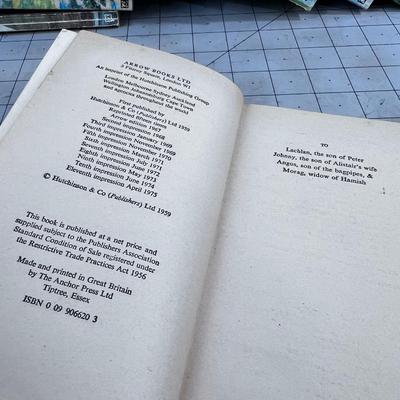 ARROW BOOKS LTD
3 Fitzroy Square, London W1
An imprint of the Hutchinson Publishing Group
London Melbourne Sydney Auckland
Wellington Johannesburg Cape Town
and agencies throughout the world
First published by
Hutchinson & Co (Publishers) Ltd 1959
Reprinted fifteen times
Arrow edition 1967
Second impression 1968
Third impression 1969
Fourth impression November 1969
Fifth impression November 1970
Sixth impression March 1971
Seventh impression July 1971
Eighth impression May 1972
Ninth impression May 1973
Tenth impression June 1974
Eleventh impression April 1975
© Hutchinson & Co (Publishers) Ltd 1959
This book is published at a net price and
supplied subject to the Publishers Association
Standard Condition of Sale registered under
the Restrictive Trade Practices Act 1956
Made and printed in Great Britain
by The Anchor Press Ltd
Tiptree, Essex
ISBN 0 09 906620 3
TO
Lachlan, the son of Peter
Johnny, the son of Alistair's wife
Angus, son of the bagpipes, &
Morag, widow of Hamish